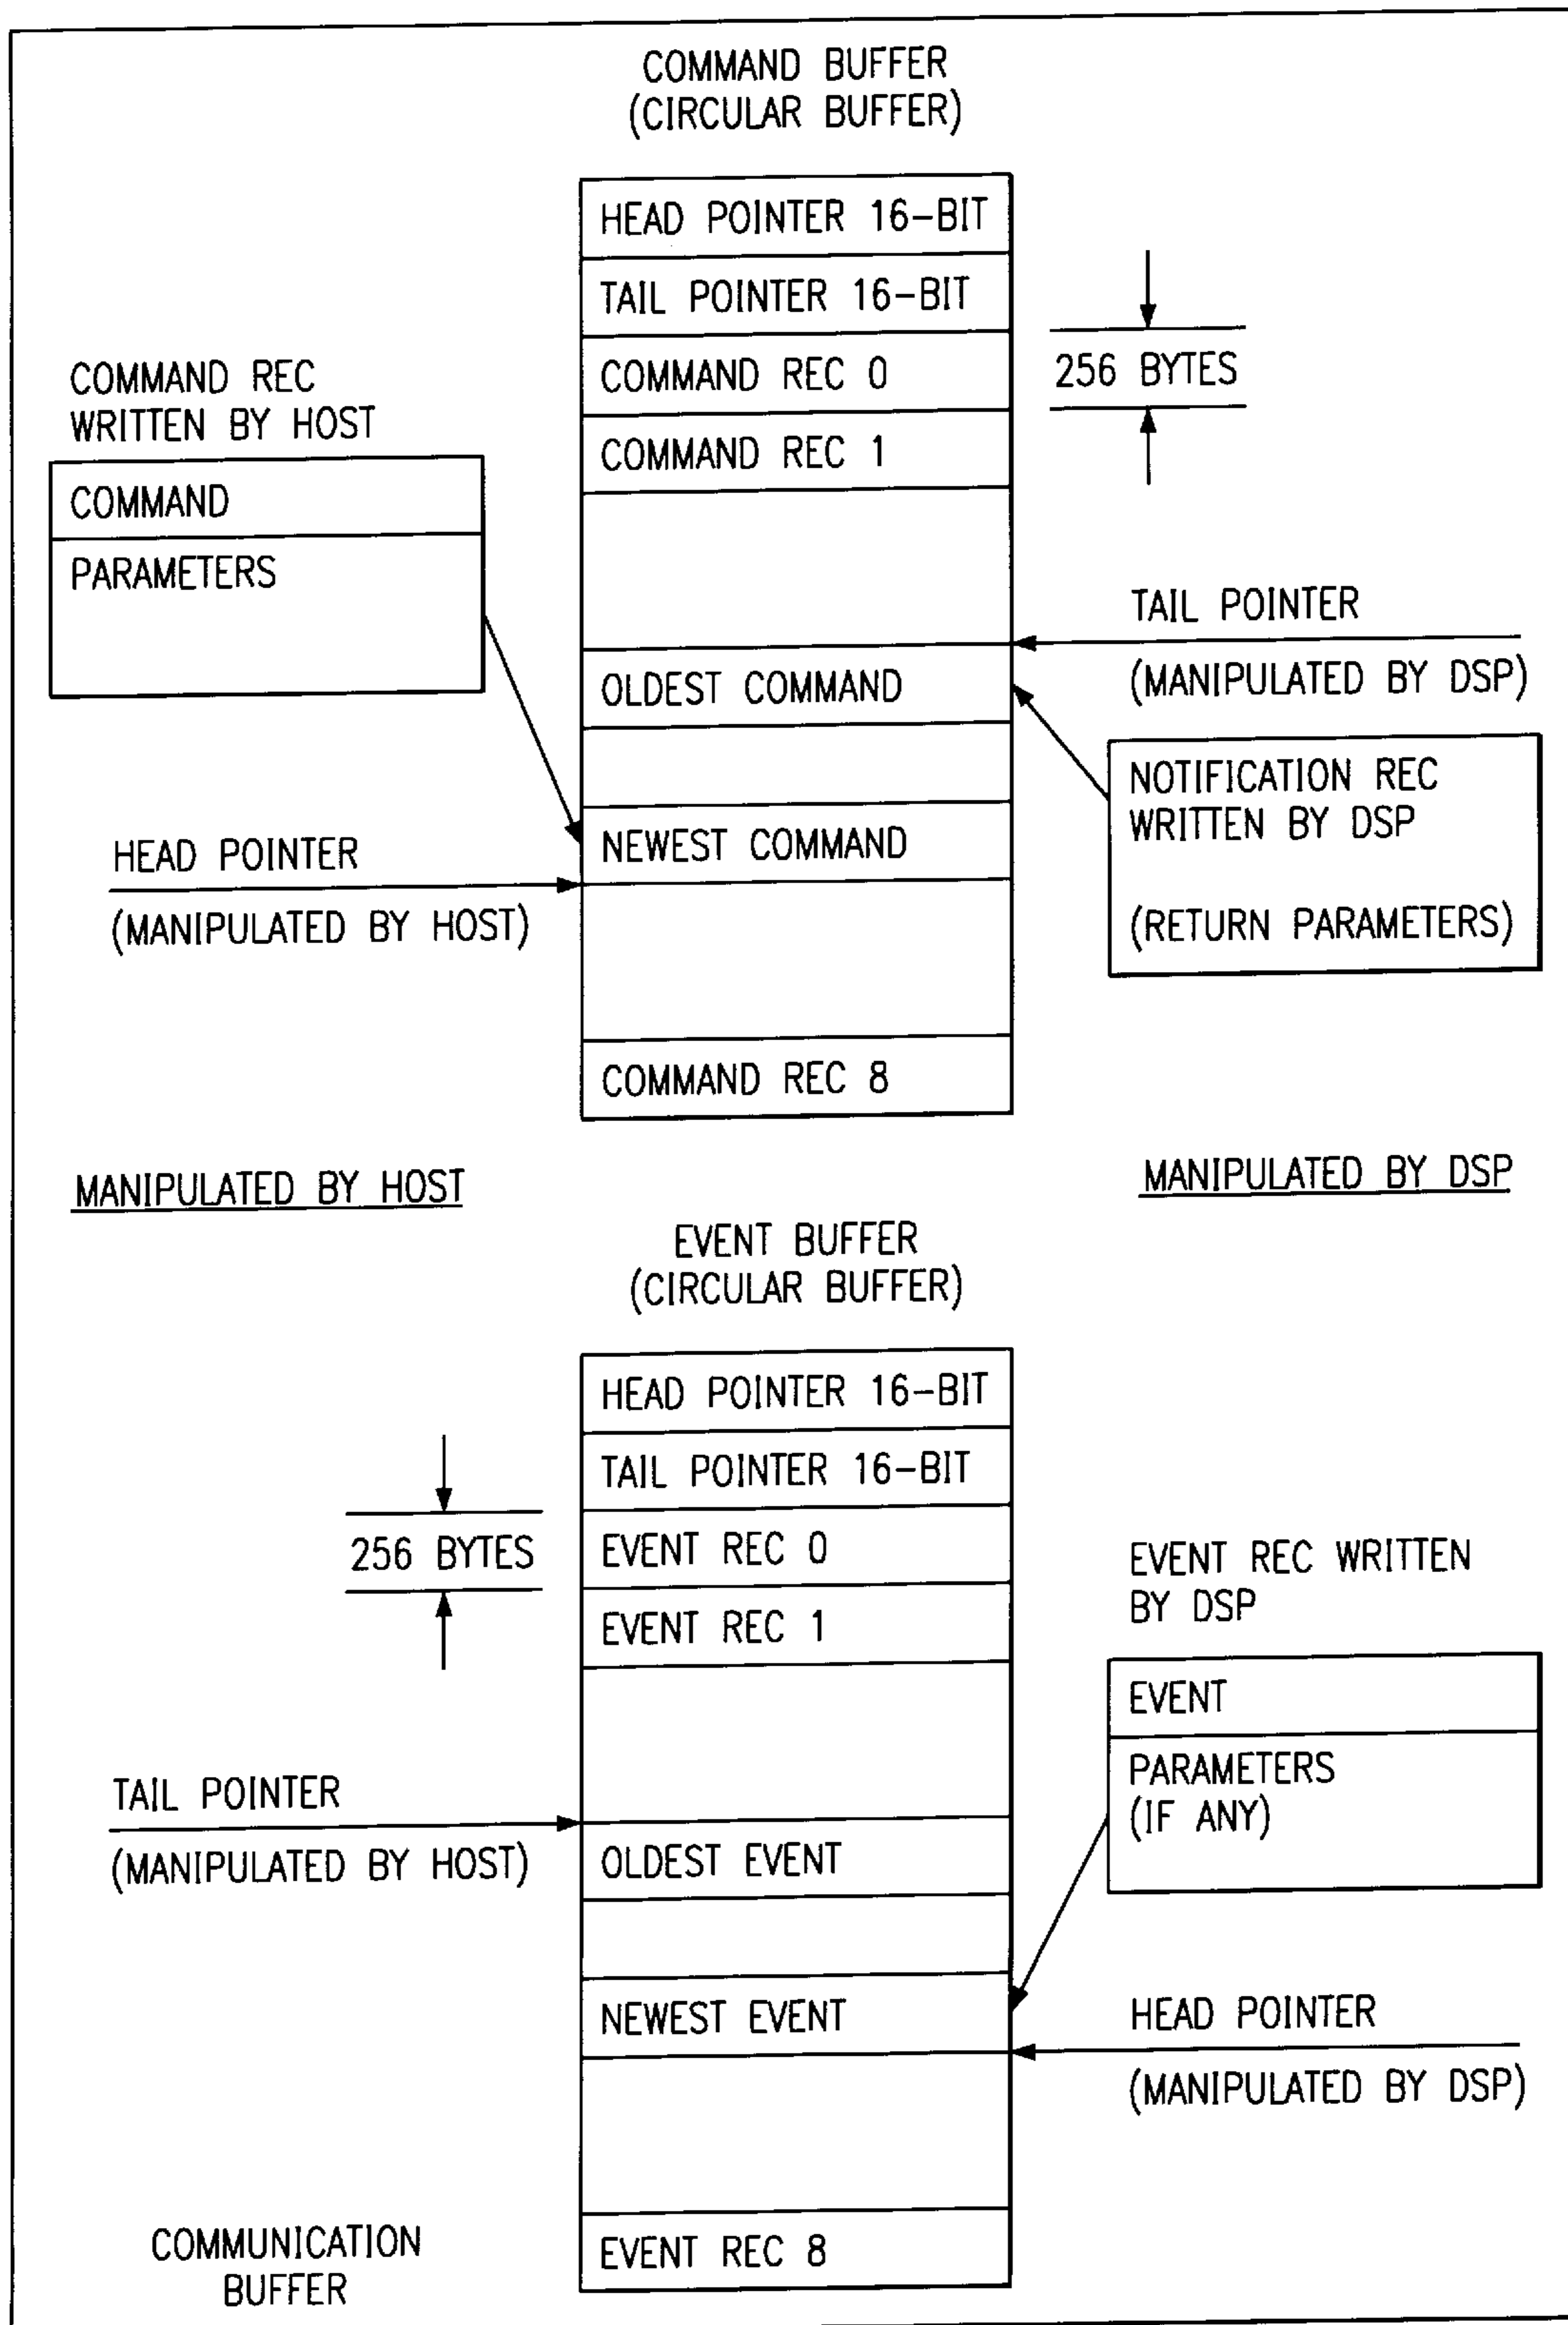 COMMAND BUFFER
(CIRCULAR BUFFER)
HEAD POINTER 16-BIT
TAIL POINTER 16-BIT
COMMAND REC 0
256 BYTES
COMMAND REC
WRITTEN BY HOST
COMMAND REC 1
COMMAND
PARAMETERS
TAIL POINTER
(MANIPULATED BY DSP)
OLDEST COMMAND
NOTIFICATION REC
WRITTEN BY DSP
(RETURN PARAMETERS)
NEWEST COMMAND
HEAD POINTER
(MANIPULATED BY HOST)
COMMAND REC 8
MANIPULATED BY HOST
MANIPULATED BY DSP
EVENT BUFFER
(CIRCULAR BUFFER)
HEAD POINTER 16-BIT
TAIL POINTER 16-BIT
256 BYTES
EVENT REC 0
EVENT REC 1
EVENT REC WRITTEN
BY DSP
EVENT
PARAMETERS
(IF ANY)
TAIL POINTER
(MANIPULATED BY HOST)
OLDEST EVENT
NEWEST EVENT
HEAD POINTER
(MANIPULATED BY DSP)
EVENT REC 8
COMMUNICATION
BUFFER